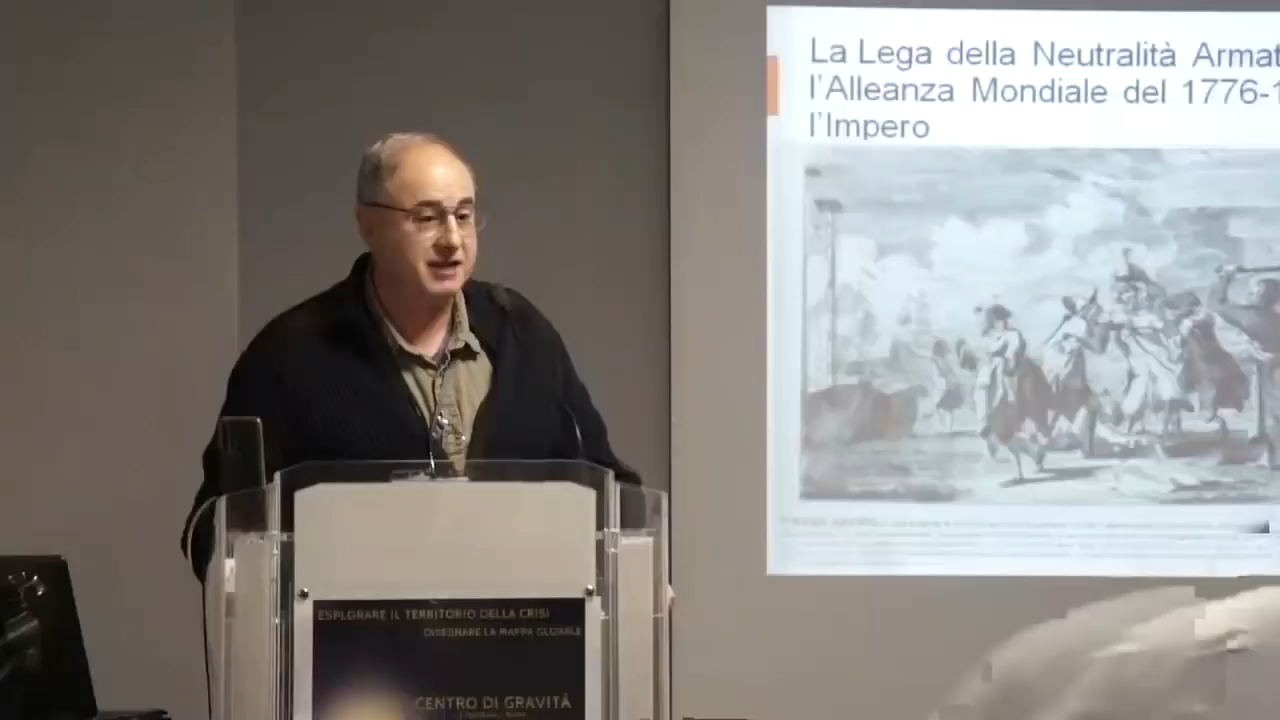 La Lega della Neutralità Armat
l'Alleanza Mondiale del 1776-1
l'Impero
ESPLORARE IL TERRITORIO DELLA CRISI
DISEGNARE LA MAPPA GLOBALE
CENTRO DI GRAVITÀ